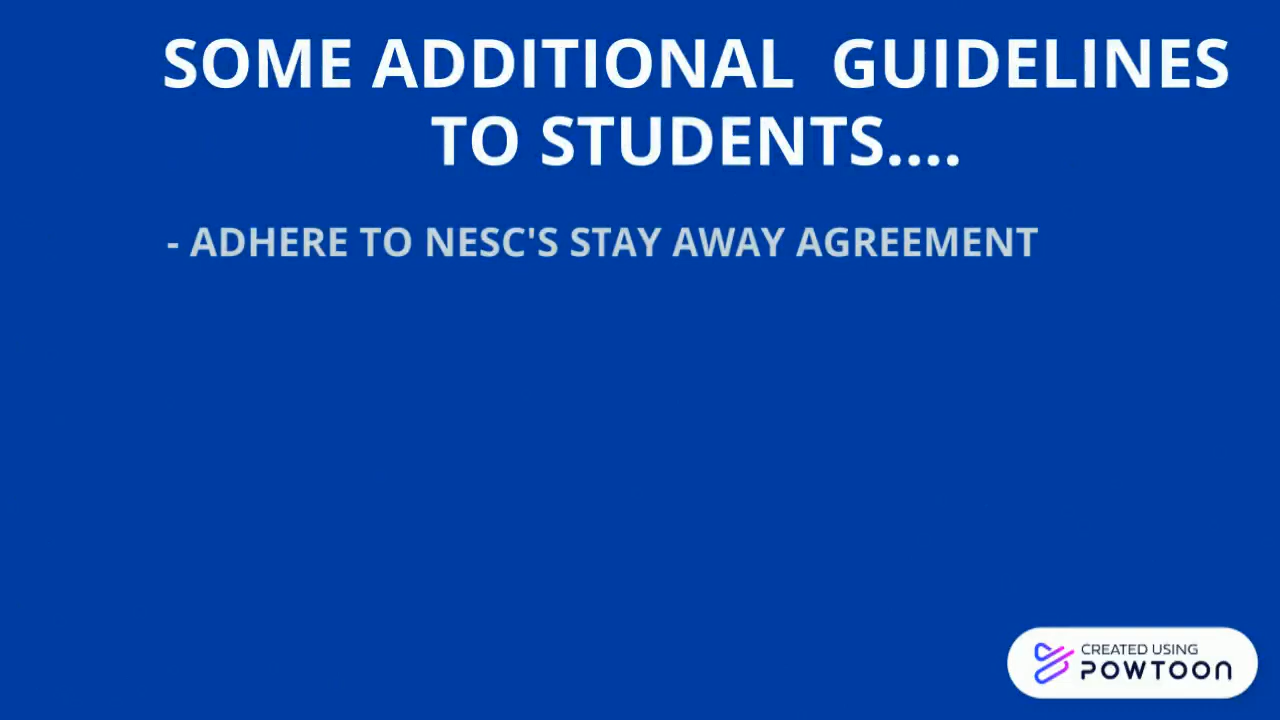 SOME ADDITIONAL  GUIDELINES
TO STUDENTS....
- ADHERE TO NESC'S STAY AWAY AGREEMENT
CREATED USING
POWTOON